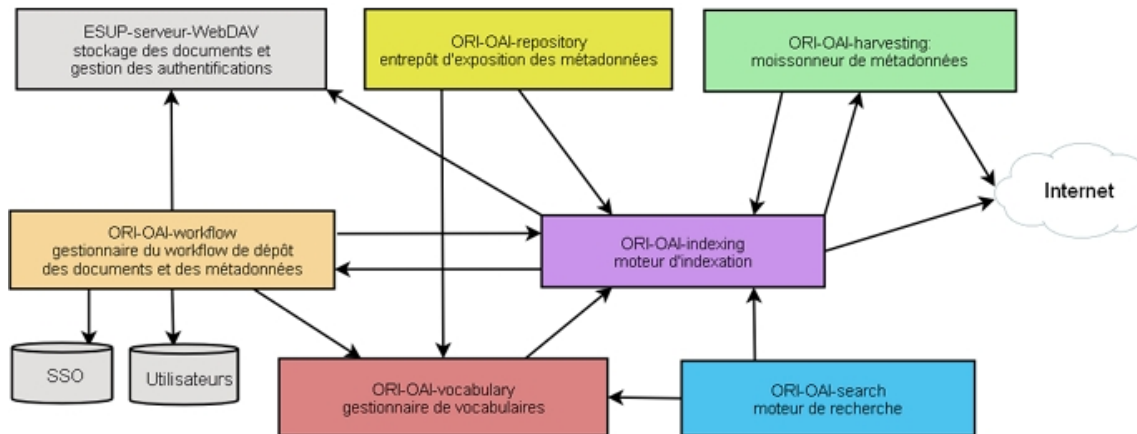 ESUP-serveur-WebDAV
stockage des documents et
gestion des authentifications
ORI-OAI-repository
entrepôt d'exposition des métadonnées
ORI-OAI-harvesting:
moissonneur de métadonnées
Internet
ORI-OAI-workflow
gestionnaire du workflow de dépôt
des documents et des métadonnées
ORI-OAI-indexing
moteur d'indexation
SSO
Utilisateurs
ORI-OAI-vocabulary
gestionnaire de vocabulaires
ORI-OAI-search
moteur de recherche